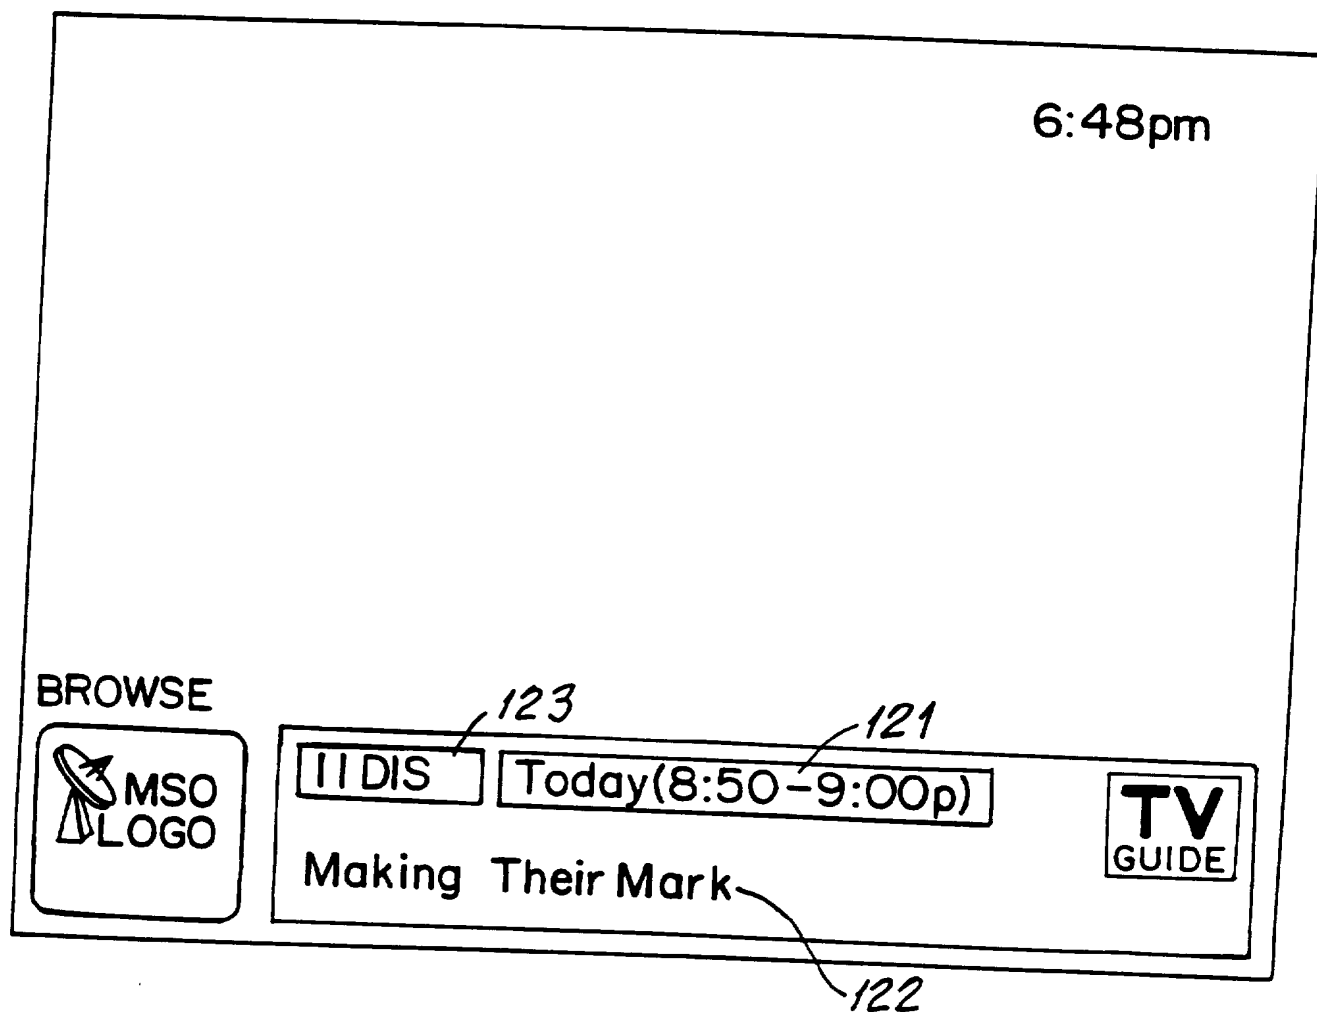 6:48pm
BROWSE
123
121
11 DIS
Today(8:50-9:00p)
MSO
LOGO
TV
GUIDE
Making Their Mark
122